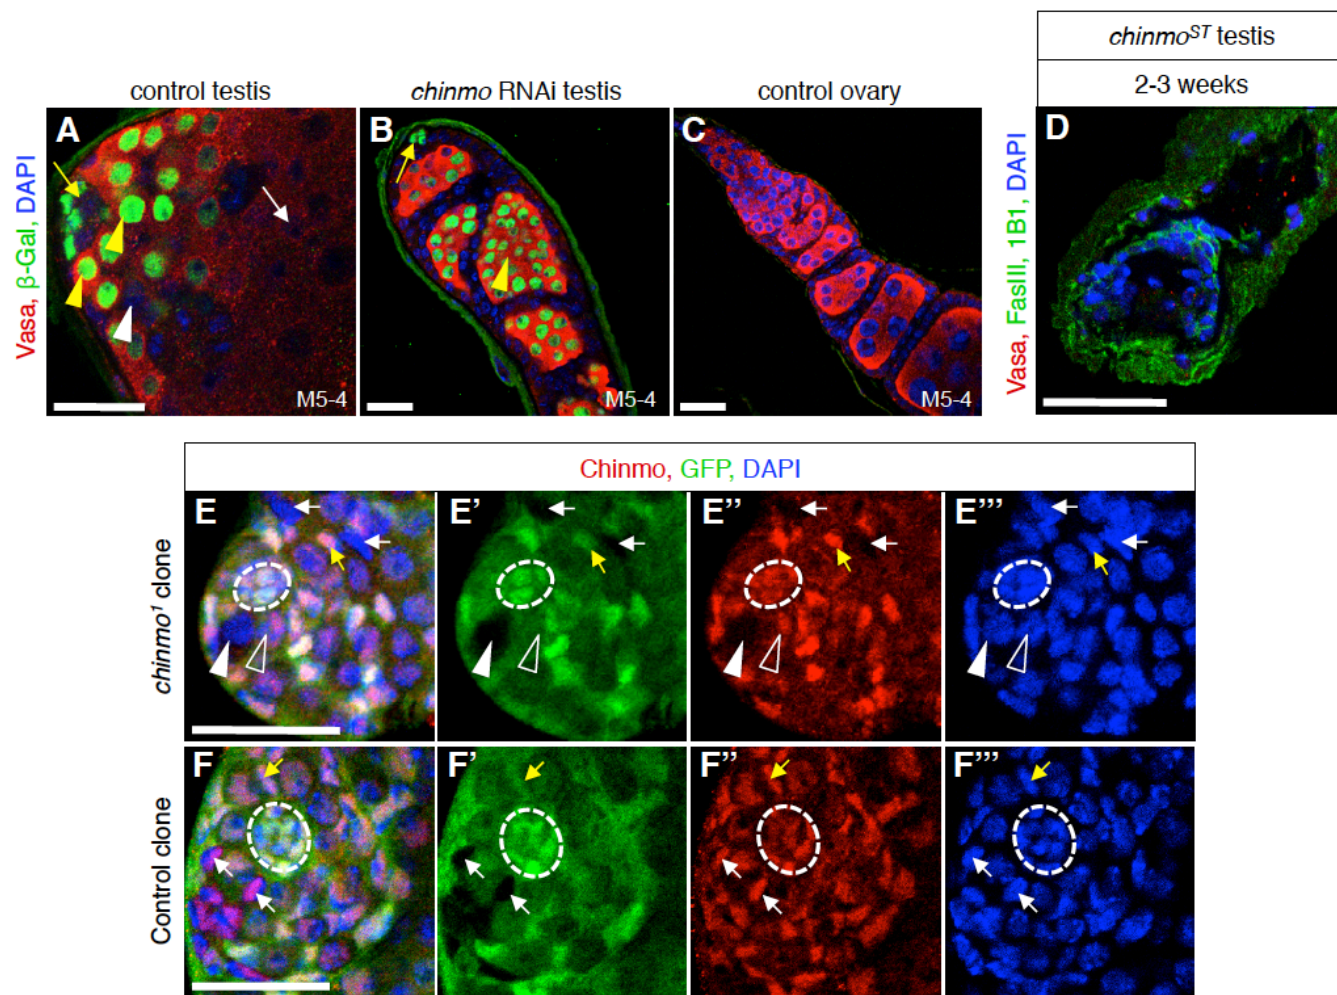 chinmoST testis
2-3 weeks
control testis
chinmo RNAi testis
control ovary
Vasa, β-Gal, DAPI
A
M5-4
B
M5-4
C
M5-4
Vasa, FasIII, 1B1, DAPI
D
Chinmo, GFP, DAPI
chinmo1 clone
E
E’
E’’
E’’’
Control clone
F
F’
F’’
F’’’